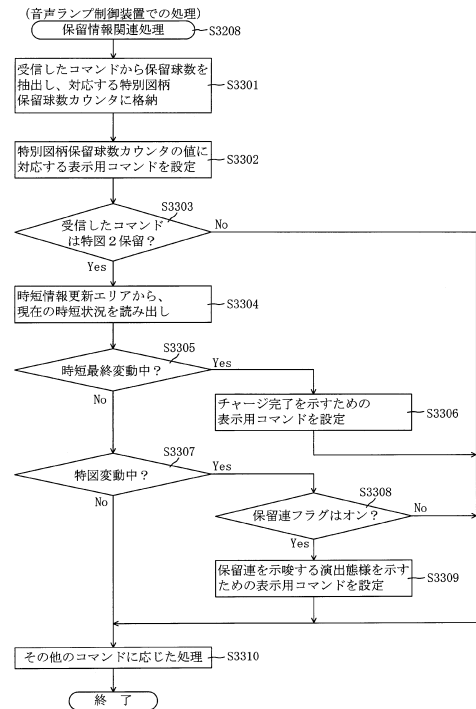 (音声ランプ制御装置での処理)
保留情報関連処理
S3208
受信したコマンドから保留球数を
抽出し、対応する特別図柄
保留球数カウンタに格納
S3301
特別図柄保留球数カウンタの値に
対応する表示用コマンドを設定
S3302
S3303
受信したコマンド
は特図2保留?
No
Yes
時短情報更新エリアから、
現在の時短状況を読み出し
S3304
S3305
時短最終変動中?
Yes
No
チャージ完了を示すための
表示用コマンドを設定
S3306
S3307
特図変動中?
Yes
No
S3308
保留連フラグはオン?
No
Yes
保留連を示唆する演出態様を示す
ための表示用コマンドを設定
S3309
その他のコマンドに応じた処理
S3310
終 了